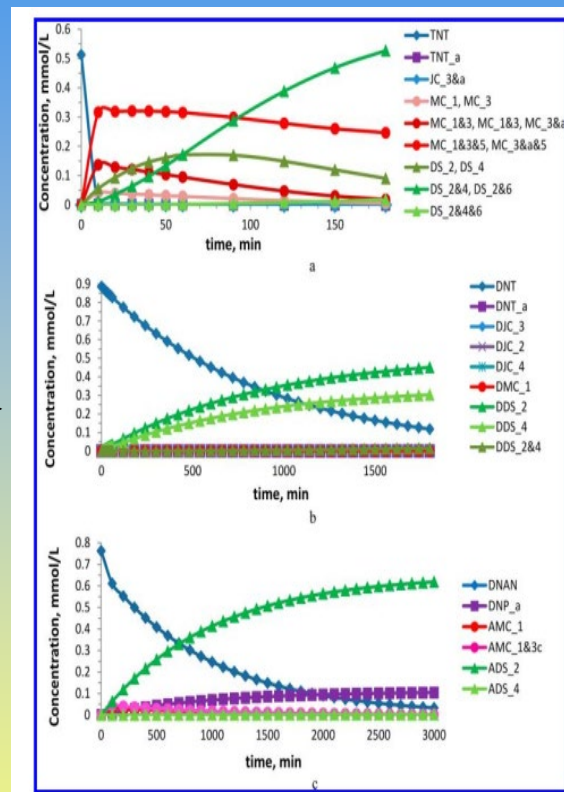 Concentration, mmol/L
0.6
0.5
0.4
0.3
0.2
0.1
0
0 50 100 150
time, min
TNT
TNT_a
JC_3&a
MC_1, MC_3
MC_1&3, MC_1&3, MC_3&a
MC_1&3&5, MC_3&a&5
DS_2, DS_4
DS_2&4, DS_2&6
DS_2&4&6
a
Concentration, mmol/L
0.9
0.8
0.7
0.6
0.5
0.4
0.3
0.2
0.1
0
0 500 1000 1500
time, min
DNT
DNT_a
DJC_3
DJC_2
DJC_4
DMC_1
DDS_2
DDS_4
DDS_2&4
b
Concentration, mmol/L
0.8
0.7
0.6
0.5
0.4
0.3
0.2
0.1
0
0 500 1000 1500 2000 2500 3000
time, min
DNAN
DNP_a
AMC_1
AMC_1&3c
ADS_2
ADS_4
c